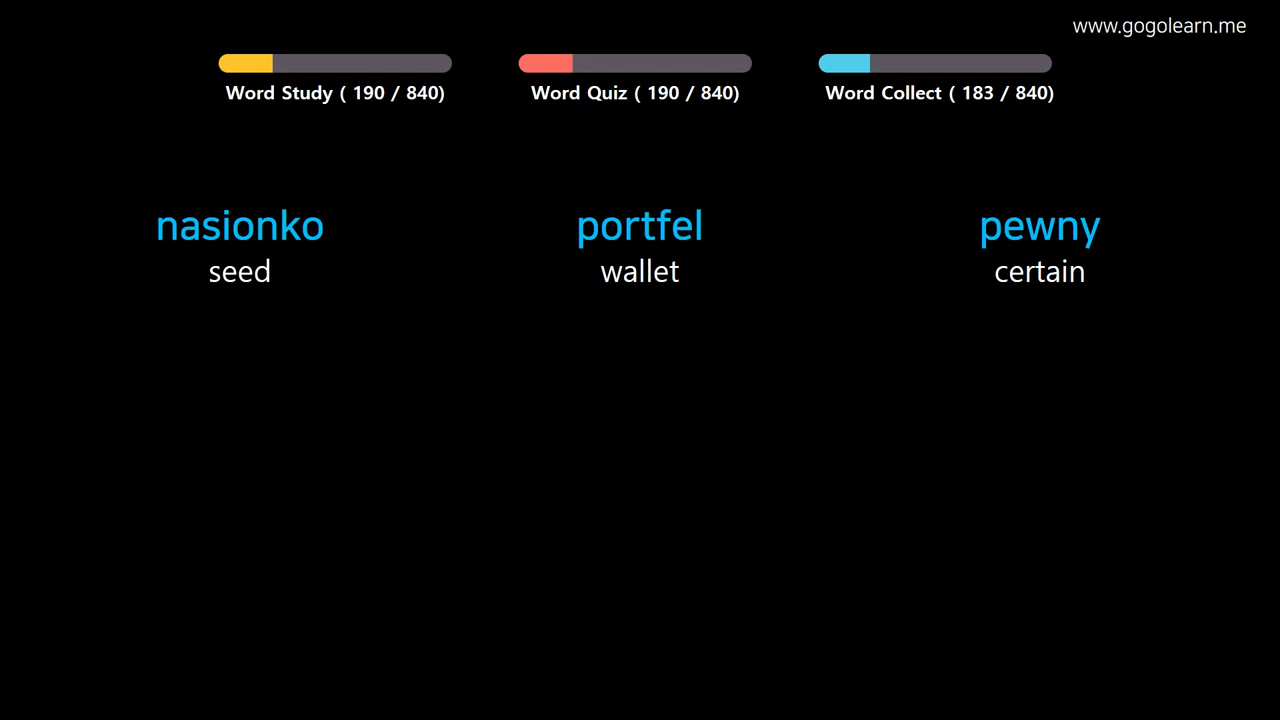 www.gogolearn.me
Word Study ( 190 / 840)
Word Quiz ( 190 / 840)
Word Collect ( 183 / 840)
nasionko
seed
portfel
wallet
pewny
certain